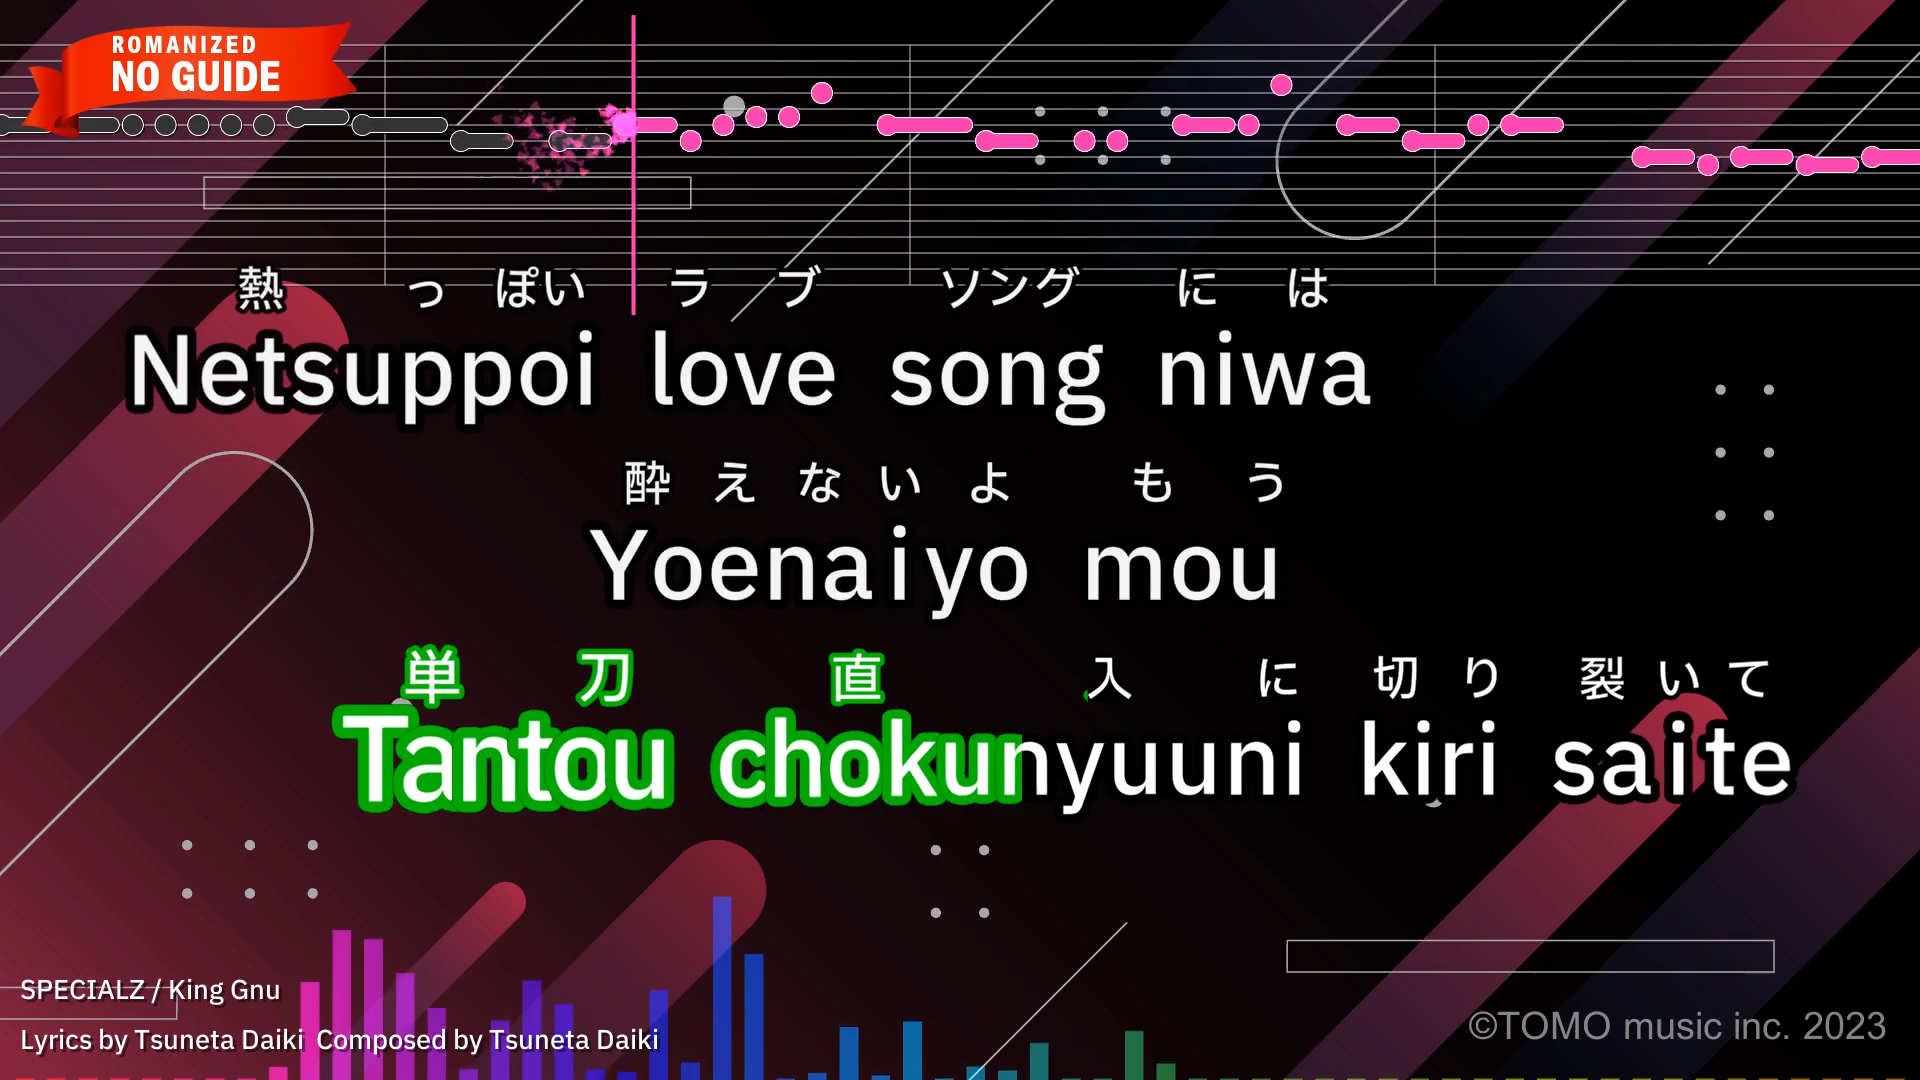 ROMANIZED
NO GUIDE
熱っぽいラブソングには
Netsuppoi love song niwa
酔えないよ もう
Yoenaiyo mou
単刀直入に切り裂いて
Tantou chokunyuuni kiri saite
SPECIALZ / King Gnu
Lyrics by Tsuneta Daiki Composed by Tsuneta Daiki
©TOMO music inc. 2023